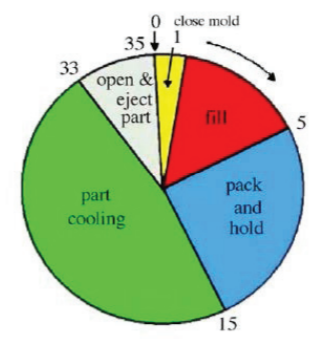 0 close mold
35 1
33
open &
eject
part
fill
5
pack
and
hold
part
cooling
15